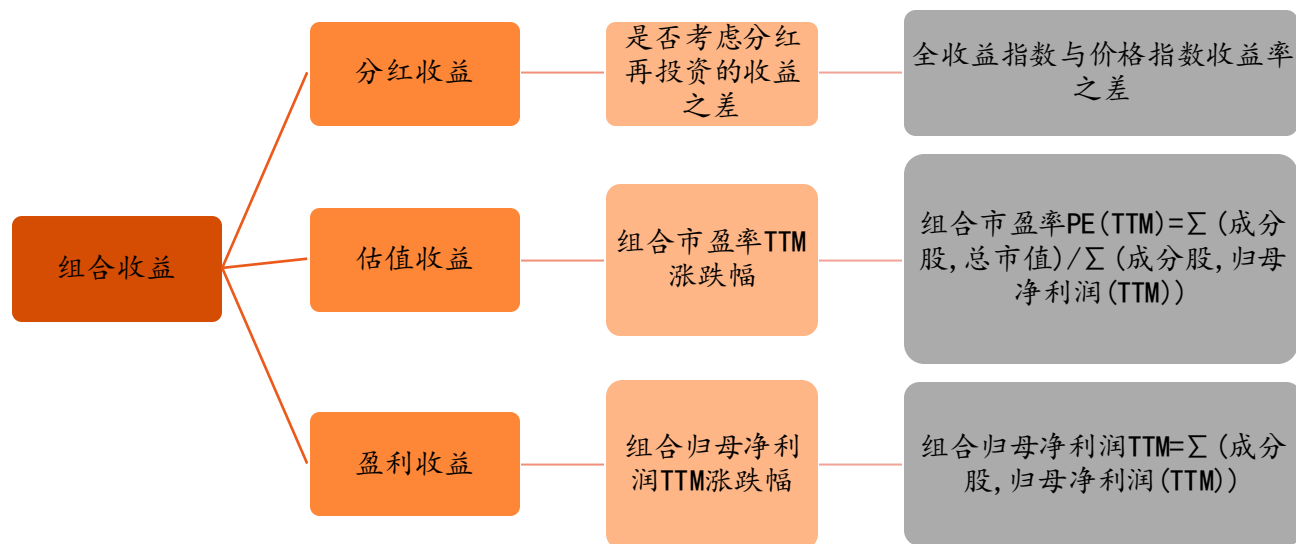 组合收益
分红收益
是否考虑分红
再投资的收益
之差
全收益指数与价格指数收益率
之差
估值收益
组合市盈率TTM
涨跌幅
组合市盈率PE(TTM)=∑(成分
股,总市值)/∑(成分股,归母
净利润(TTM))
盈利收益
组合归母净利
润TTM涨跌幅
组合归母净利润TTM=∑(成分
股,归母净利润(TTM))